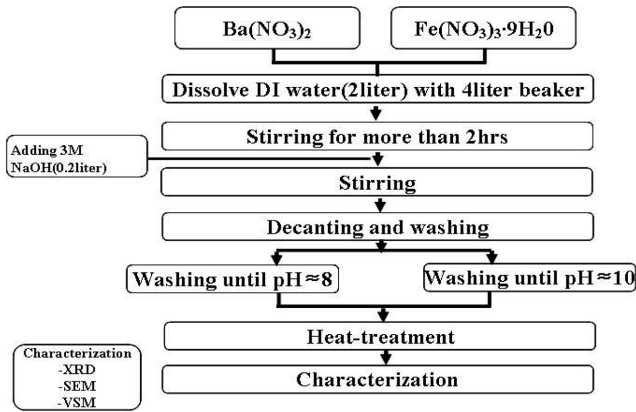 Ba(NO₃)₂
Fe(NO₃)₃·9H₂0
Dissolve DI water(2liter) with 4liter beaker
Stirring for more than 2hrs
Adding 3M
NaOH(0.2liter)
Stirring
Decanting and washing
Washing until pH≈8
Washing until pH≈10
Heat-treatment
Characterization
-XRD
-SEM
-VSM
Characterization